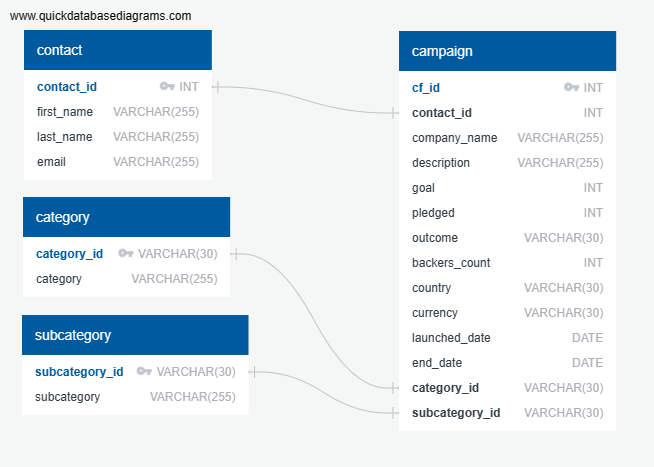 www.quickdatabasediagrams.com
contact
contact_id INT
first_name VARCHAR(255)
last_name VARCHAR(255)
email VARCHAR(255)
category
category_id VARCHAR(30)
category VARCHAR(255)
subcategory
subcategory_id VARCHAR(30)
subcategory VARCHAR(255)
campaign
cf_id INT
contact_id INT
company_name VARCHAR(255)
description VARCHAR(255)
goal INT
pledged INT
outcome VARCHAR(30)
backers_count INT
country VARCHAR(30)
currency VARCHAR(30)
launched_date DATE
end_date DATE
category_id VARCHAR(30)
subcategory_id VARCHAR(30)